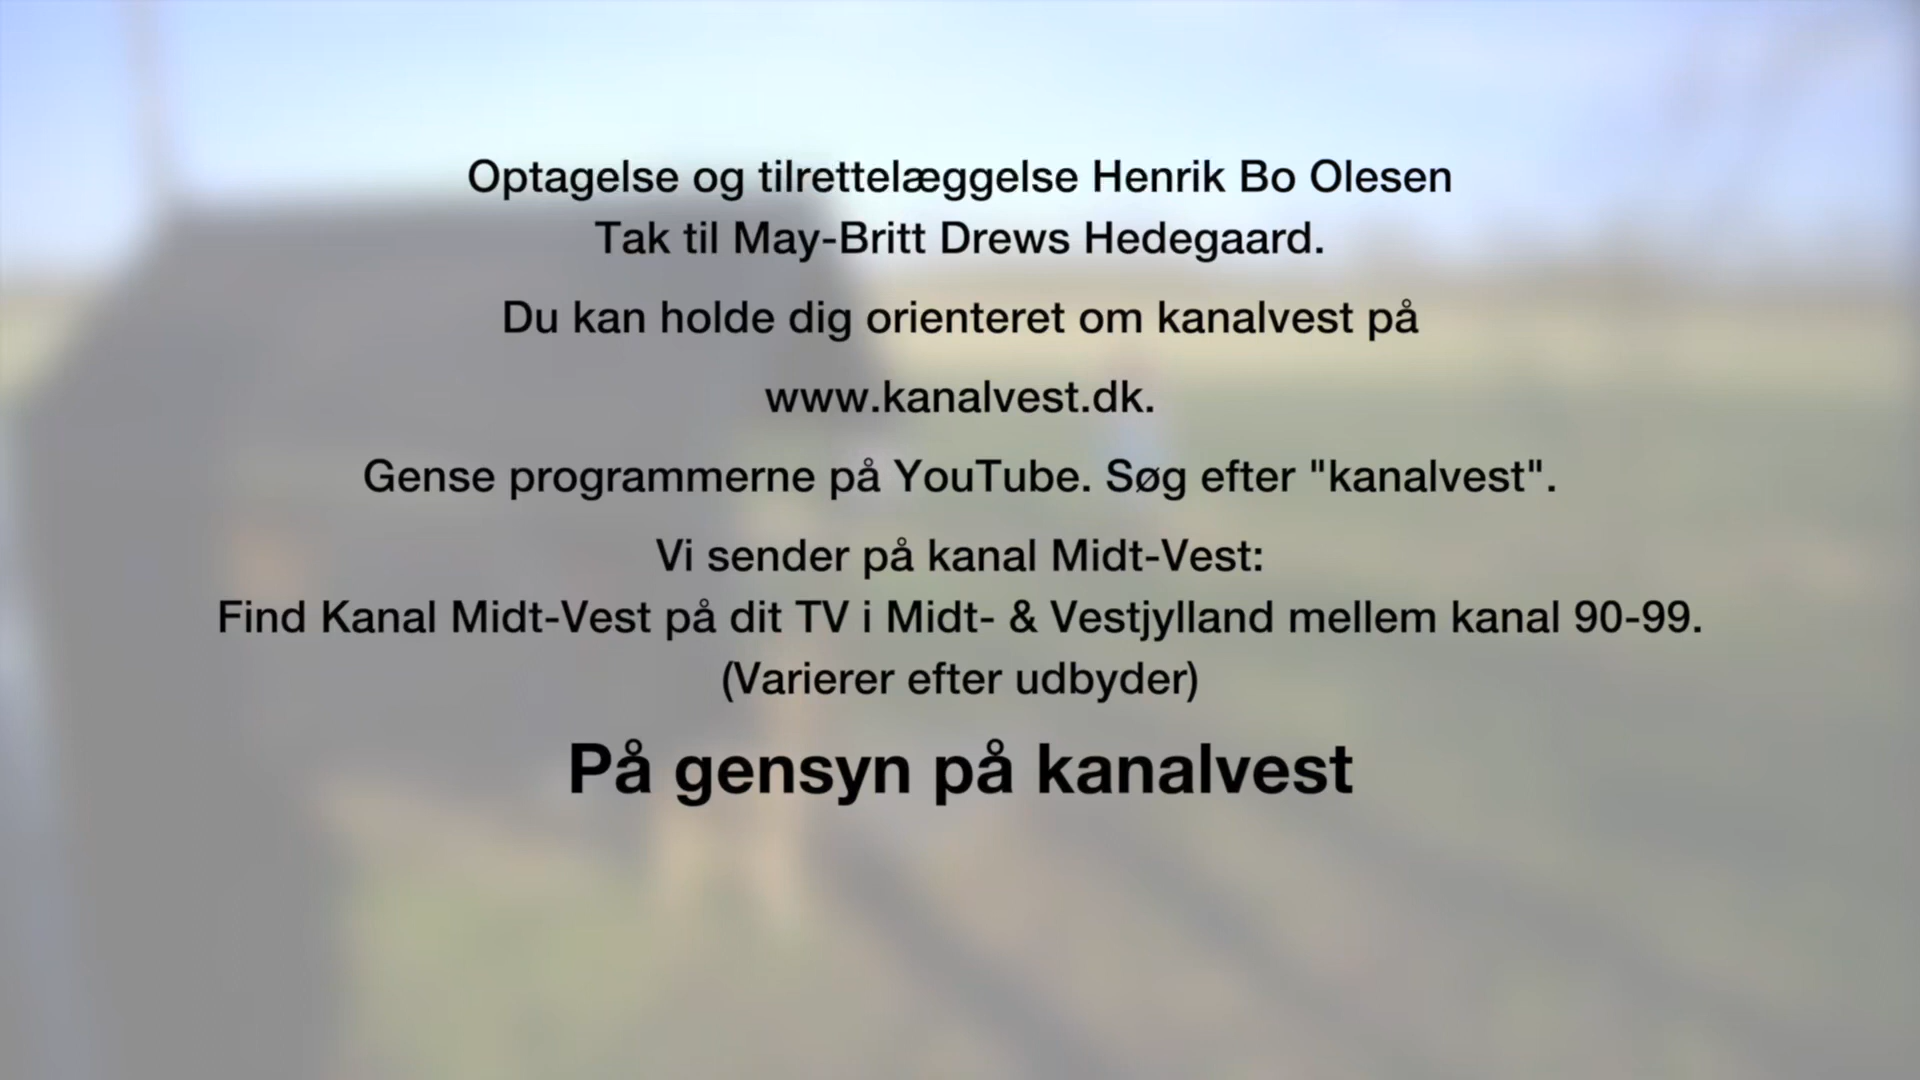 Optagelse og tilrettelæggelse Henrik Bo Olesen
Tak til May-Britt Drews Hedegaard.
Du kan holde dig orienteret om kanalvest på
www.kanalvest.dk.
Gense programmerne på YouTube. Søg efter "kanalvest".
Vi sender på kanal Midt-Vest:
Find Kanal Midt-Vest på dit TV i Midt- & Vestjylland mellem kanal 90-99.
(Varierer efter udbyder)
På gensyn på kanalvest